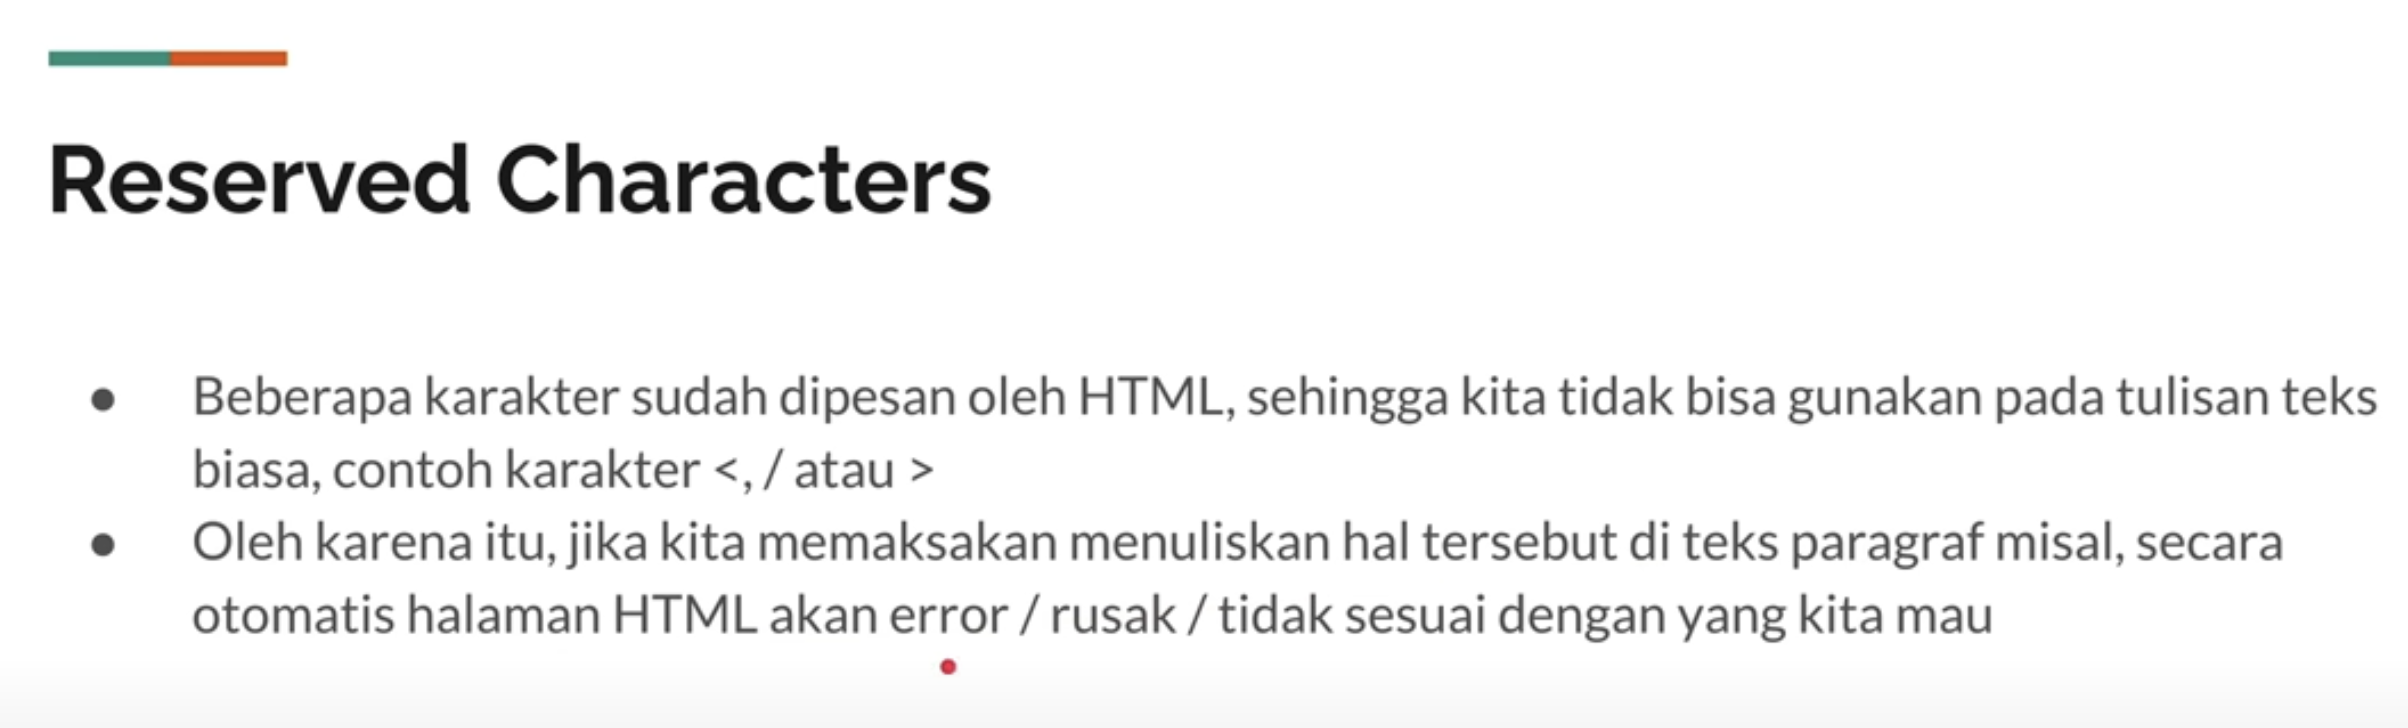 Reserved Characters
● Beberapa karakter sudah dipesan oleh HTML, sehingga kita tidak bisa gunakan pada tulisan teks
biasa, contoh karakter <, / atau >
● Oleh karena itu, jika kita memaksakan menuliskan hal tersebut di teks paragraf misal, secara
otomatis halaman HTML akan error / rusak / tidak sesuai dengan yang kita mau